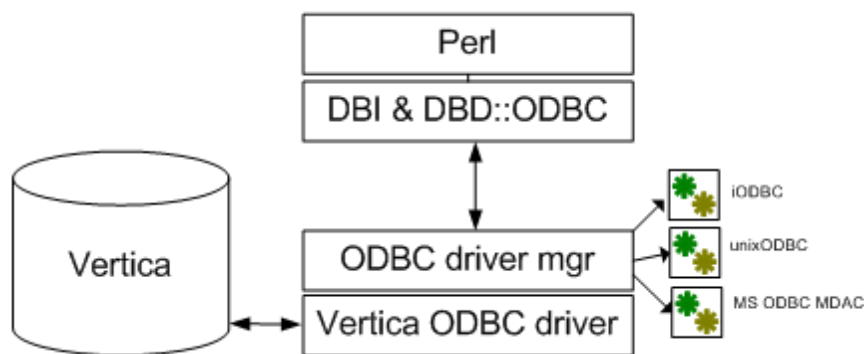 Perl
DBI & DBD::ODBC
iODBC
Vertica
ODBC driver mgr
unixODBC
Vertica ODBC driver
MS ODBC MDAC